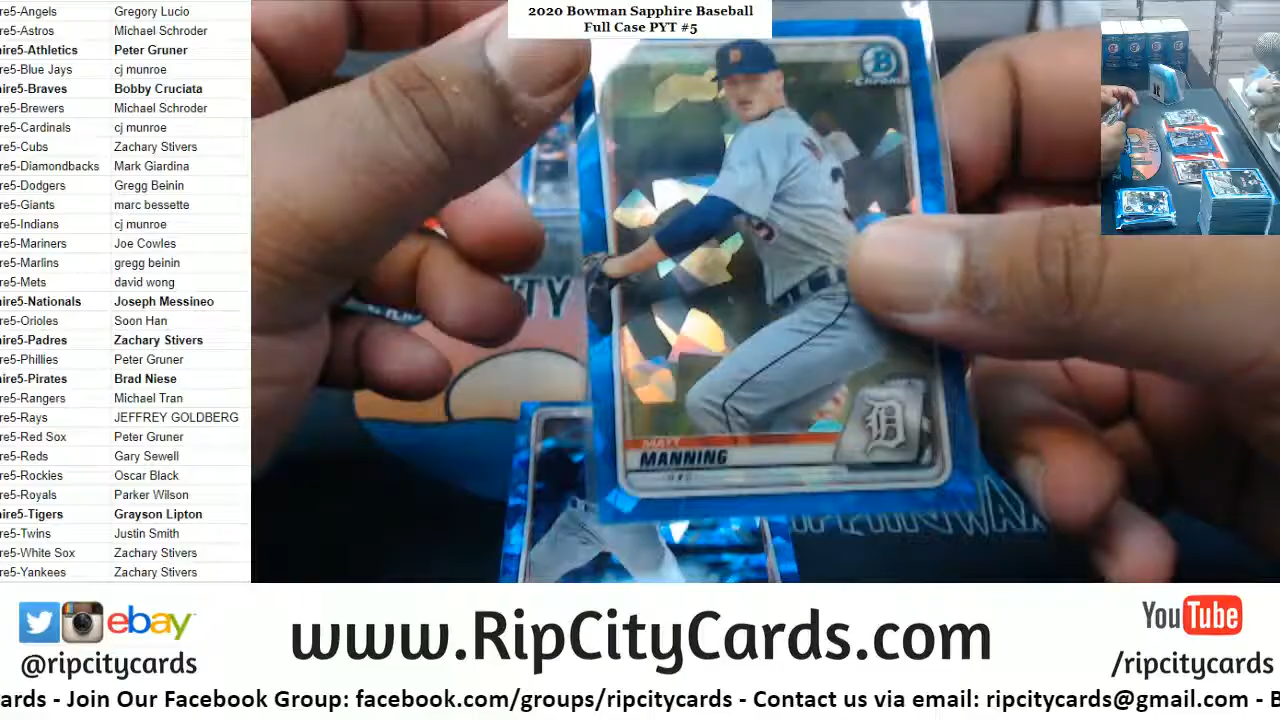 2020 Bowman Sapphire Baseball
Full Case PYT #5
re5-Angels Gregory Lucio
re5-Astros Michael Schroder
ire5-Athletics Peter Gruner
re5-Blue Jays cj munroe
ire5-Braves Bobby Cruciata
re5-Brewers Michael Schroder
re5-Cardinals cj munroe
re5-Cubs Zachary Stivers
re5-Diamondbacks Mark Giardina
re5-Dodgers Gregg Beinin
re5-Giants marc bessette
re5-Indians cj munroe
re5-Mariners Joe Cowles
re5-Marlins gregg beinin
re5-Mets david wong
ire5-Nationals Joseph Messineo
re5-Orioles Soon Han
ire5-Padres Zachary Stivers
re5-Phillies Peter Gruner
ire5-Pirates Brad Niese
re5-Rangers Michael Tran
re5-Rays JEFFREY GOLDBERG
re5-Red Sox Peter Gruner
re5-Reds Gary Sewell
re5-Rockies Oscar Black
re5-Royals Parker Wilson
ire5-Tigers Grayson Lipton
re5-Twins Justin Smith
re5-White Sox Zachary Stivers
re5-Yankees Zachary Stivers
B
CHROME
D
MATT
MANNING
ebay
@ripcitycards
www.RipCityCards.com
YouTube
/ripcitycards
cards - Join Our Facebook Group: facebook.com/groups/ripcitycards - Contact us via email: ripcitycards@gmail.com - B